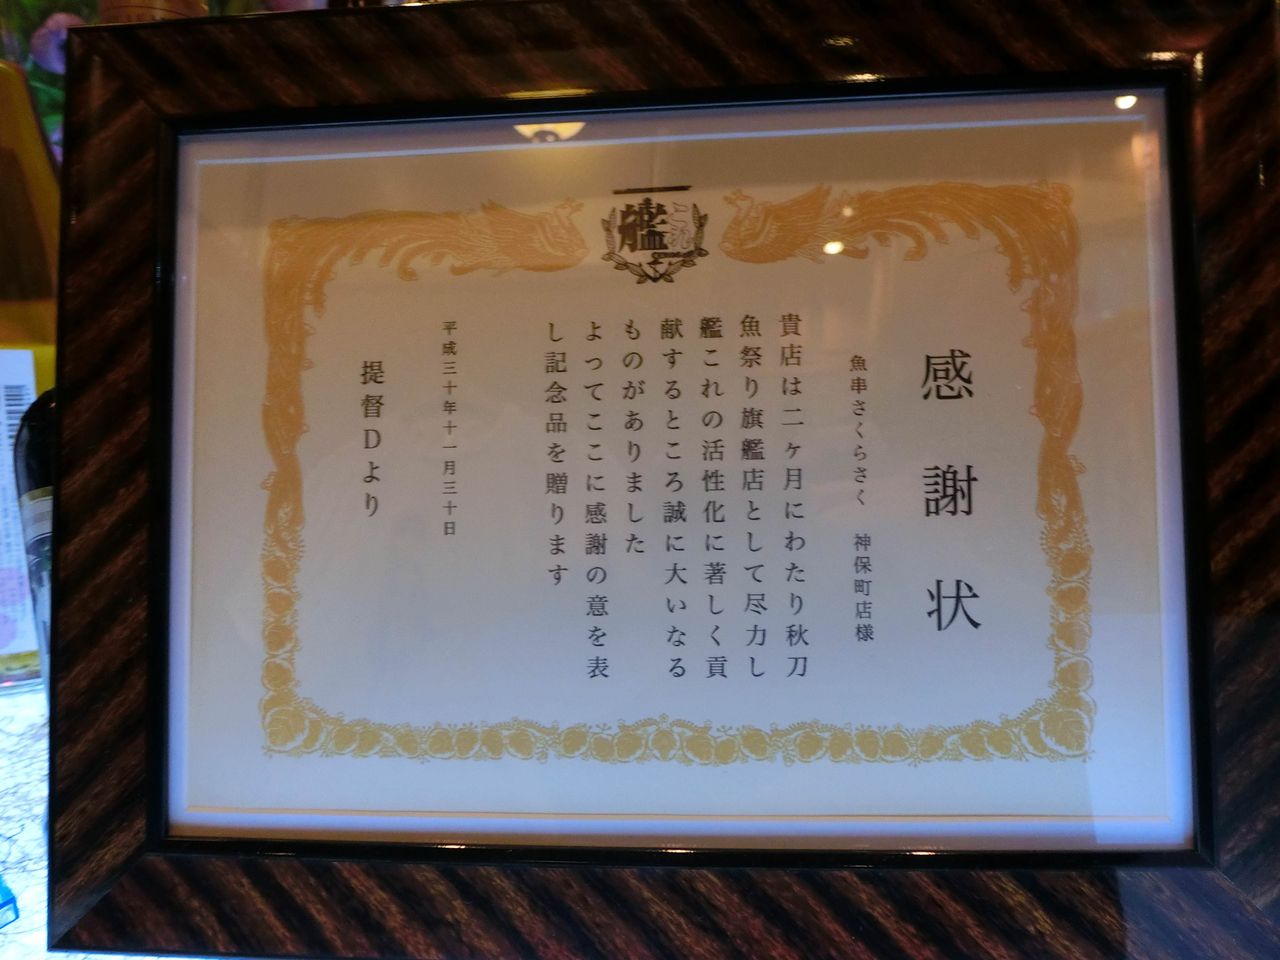 艦これ
感謝状
魚串さくらさく 神保町店様
貴店は二ヶ月にわたり秋刀
魚祭り旗艦店として尽力し
艦これの活性化に著しく貢
献するところ誠に大いなる
ものがありました
よってここに感謝の意を表
し記念品を贈ります
平成三十年十一月三十日
提督Dより